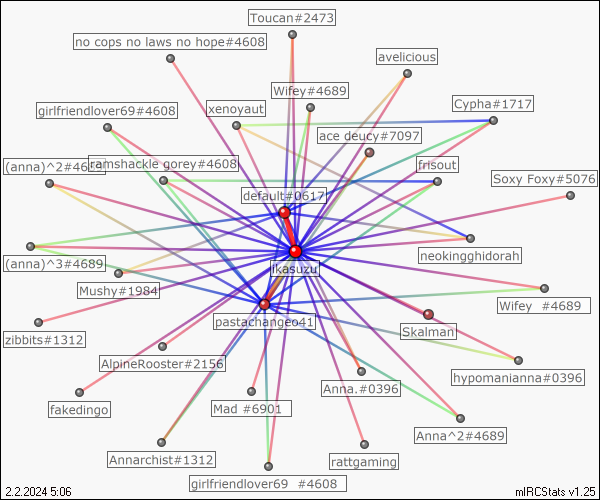 Toucan#2473
no cops no laws no hope#4608
avelicious
Wifey#4689
girlfriendlover69#4608
xenoyaut
Cypha#1717
ace deucy#7097
(anna)^2#4689
ramshackle gorey#4608
frisout
Soxy Foxy#5076
default#0617
neokingghidorah
(anna)^3#4689
ikasuzu
Mushy#1984
Wifey #4689
pastachangeo41
Skalman
zibbits#1312
AlpineRooster#2156
hypomanianna#0396
Anna.#0396
fakedingo
Mad #6901
Anna^2#4689
Annarchist#1312
rattgaming
girlfriendlover69 #4608
2.2.2024 5:06
mIRCStats v1.25